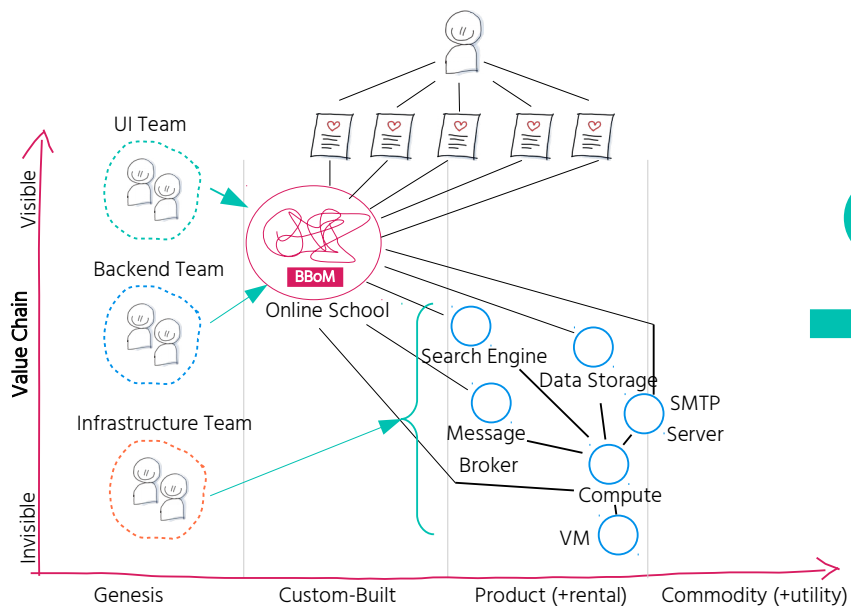 UI Team
Visible
Backend Team
BBoM
Online School
Value Chain
Search Engine
Data Storage
SMTP
Server
Infrastructure Team
Message
Broker
Compute
VM
Invisible
Genesis
Custom-Built
Product (+rental)
Commodity (+utility)